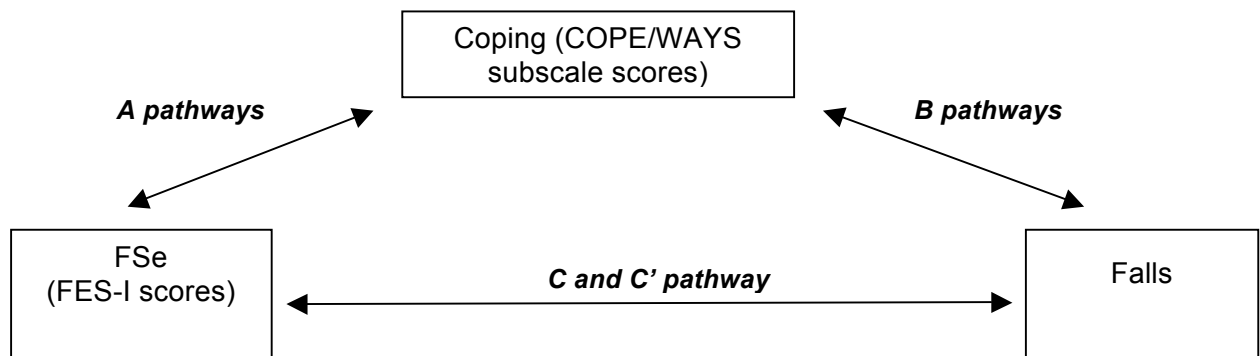 Coping (COPE/WAYS
subscale scores)
A pathways
B pathways
FSe
(FES-I scores)
C and C’ pathway
Falls